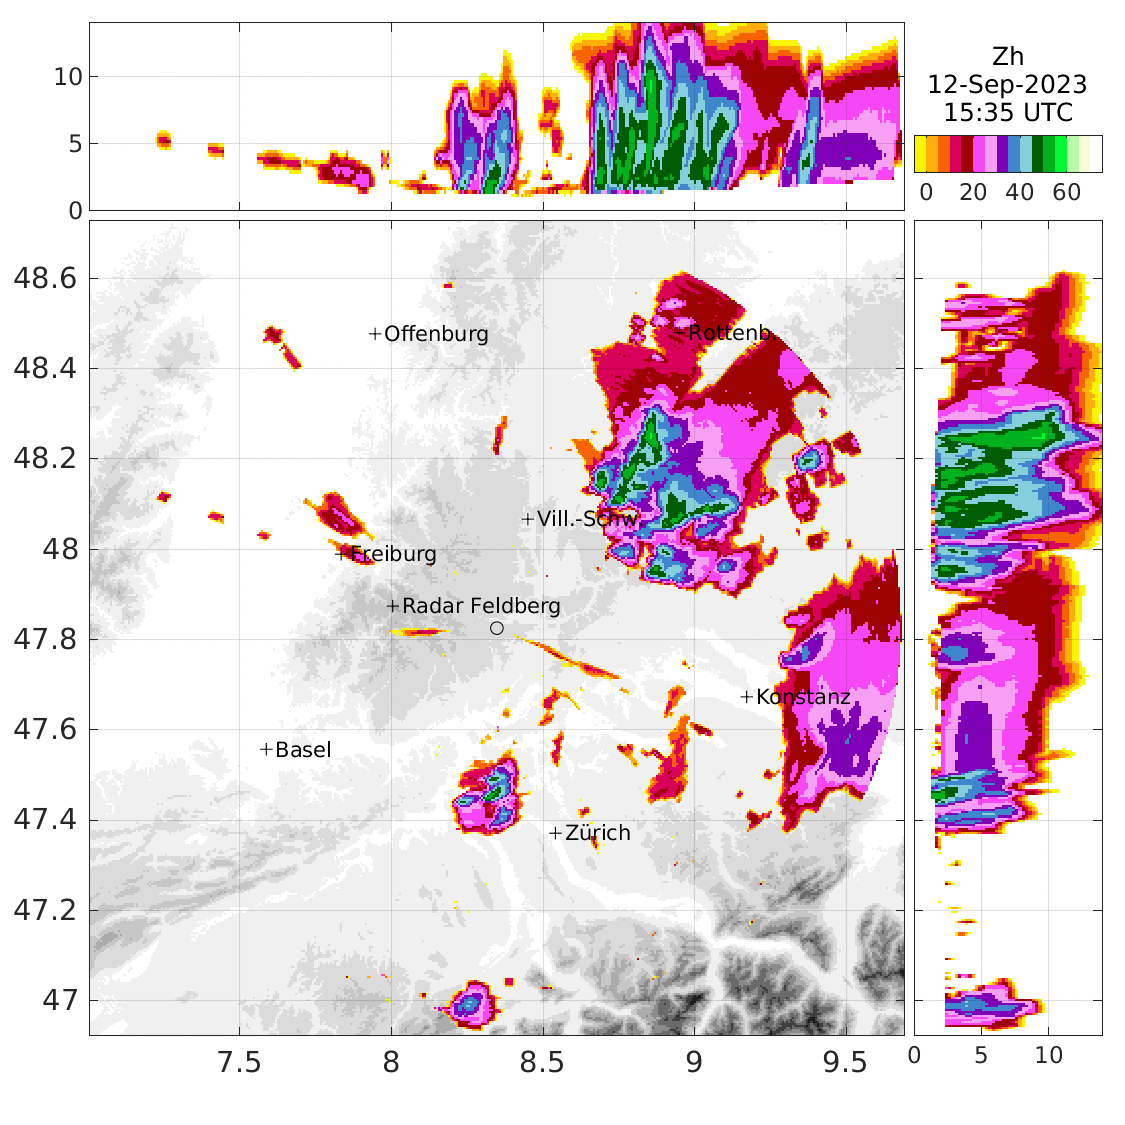 10
5
0
Zh
12-Sep-2023
15:35 UTC
0 20 40 60
48.6
48.4
48.2
48
47.8
47.6
47.4
47.2
47
+Offenburg
+Rottenb.
+Vill.-Schw
+Freiburg
+Radar Feldberg
+Konstanz
+Basel
+Zürich
7.5 8 8.5 9 9.5
0 5 10